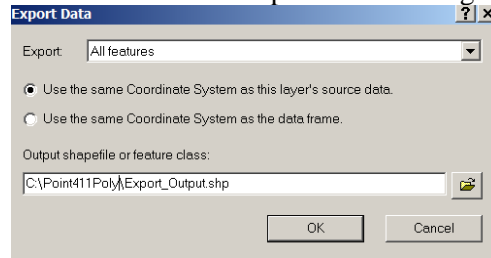 Export Data
Export: All features
Use the same Coordinate System as this layer's source data.
Use the same Coordinate System as the data frame.
Output shapefile or feature class:
C:\Point411Poly\Export_Output.shp
OK Cancel